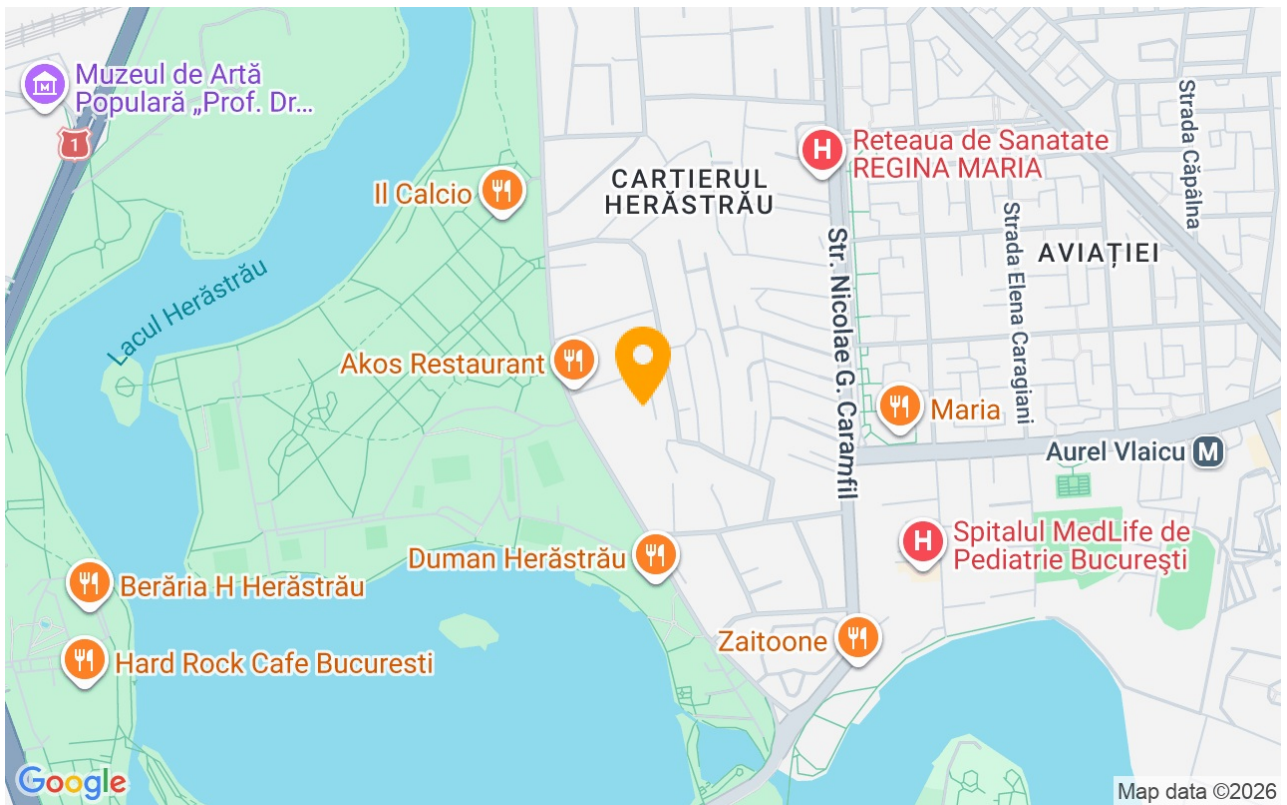 Muzeul de Artă
Populară „Prof. Dr...
1
Il Calcio
CARTIERUL
HERĂSTRĂU
H
Reteaua de Sanatate
REGINA MARIA
Strada Căpâlna
Strada Elena Caragiani
AVIAȚIEI
Str. Nicolae G. Caramfil
Lacul Herăstrău
Akos Restaurant
Maria
Aurel Vlaicu M
H
Spitalul MedLife de
Pediatrie București
Duman Herăstrău
Berăria H Herăstrău
Zaitoone
Hard Rock Cafe Bucuresti
Google
Map data ©2026